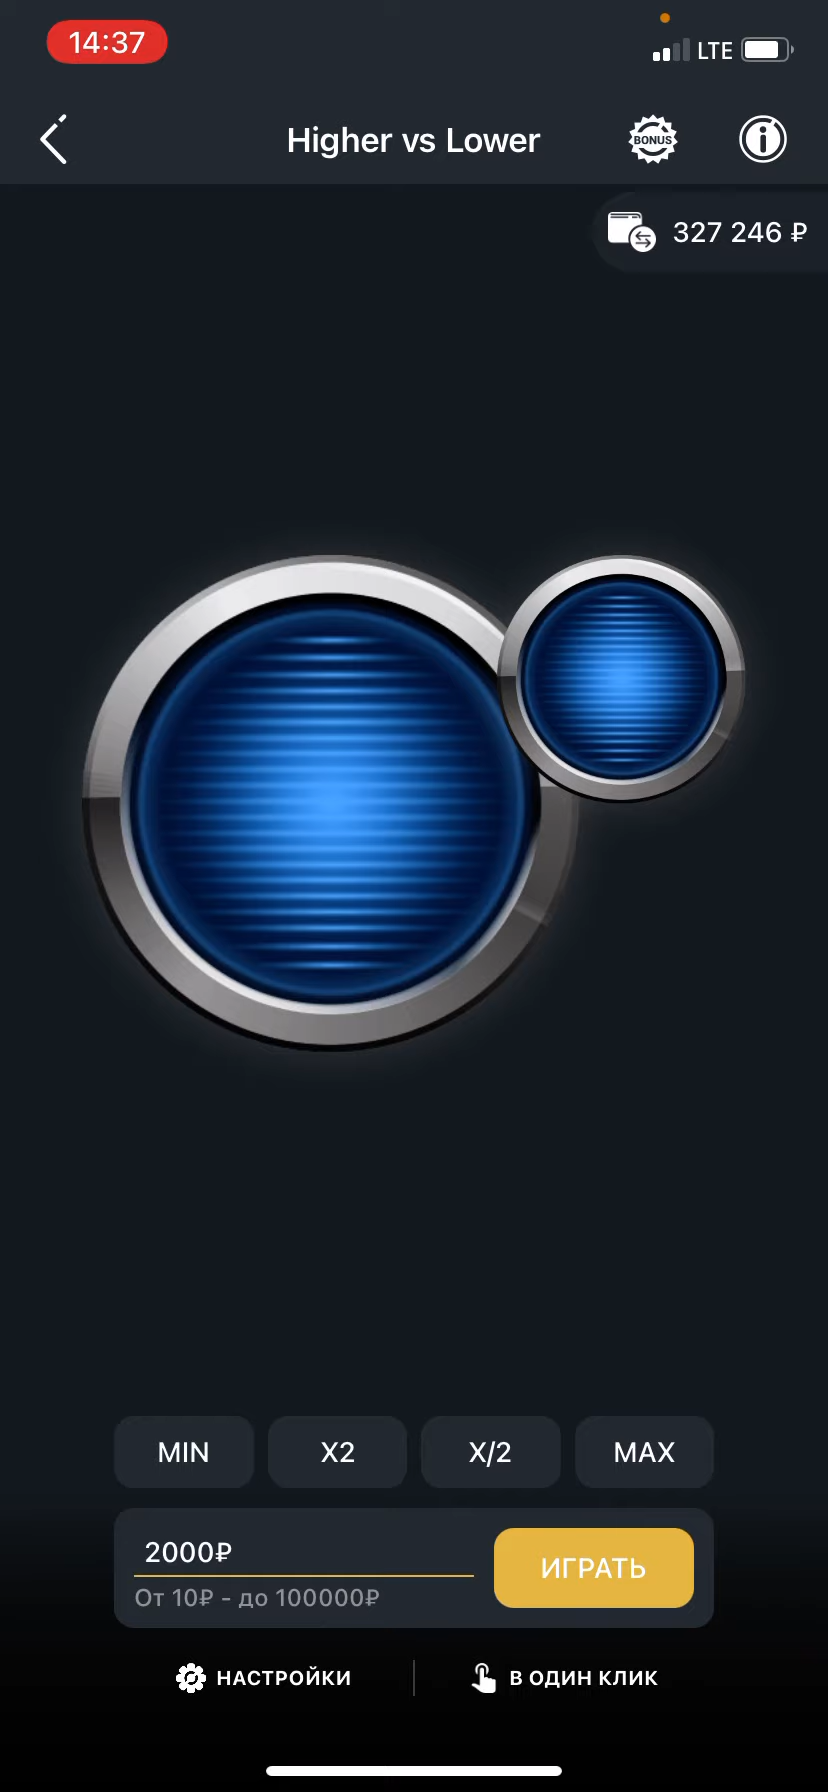 14:37
LTE
Higher vs Lower
BONUS
327 246 ₽
MIN
X2
X/2
MAX
2000₽
ИГРАТЬ
От 10₽ - до 100000₽
НАСТРОЙКИ
В ОДИН КЛИК